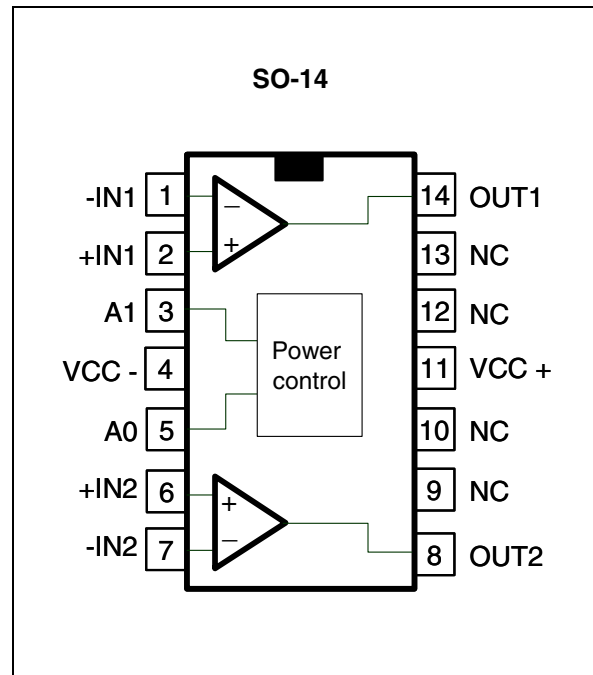 SO-14
-IN1 1 − 14 OUT1
+IN1 2 + 13 NC
A1 3 12 NC
Power
control
VCC - 4 11 VCC +
A0 5 10 NC
+IN2 6 + 9 NC
-IN2 7 − 8 OUT2